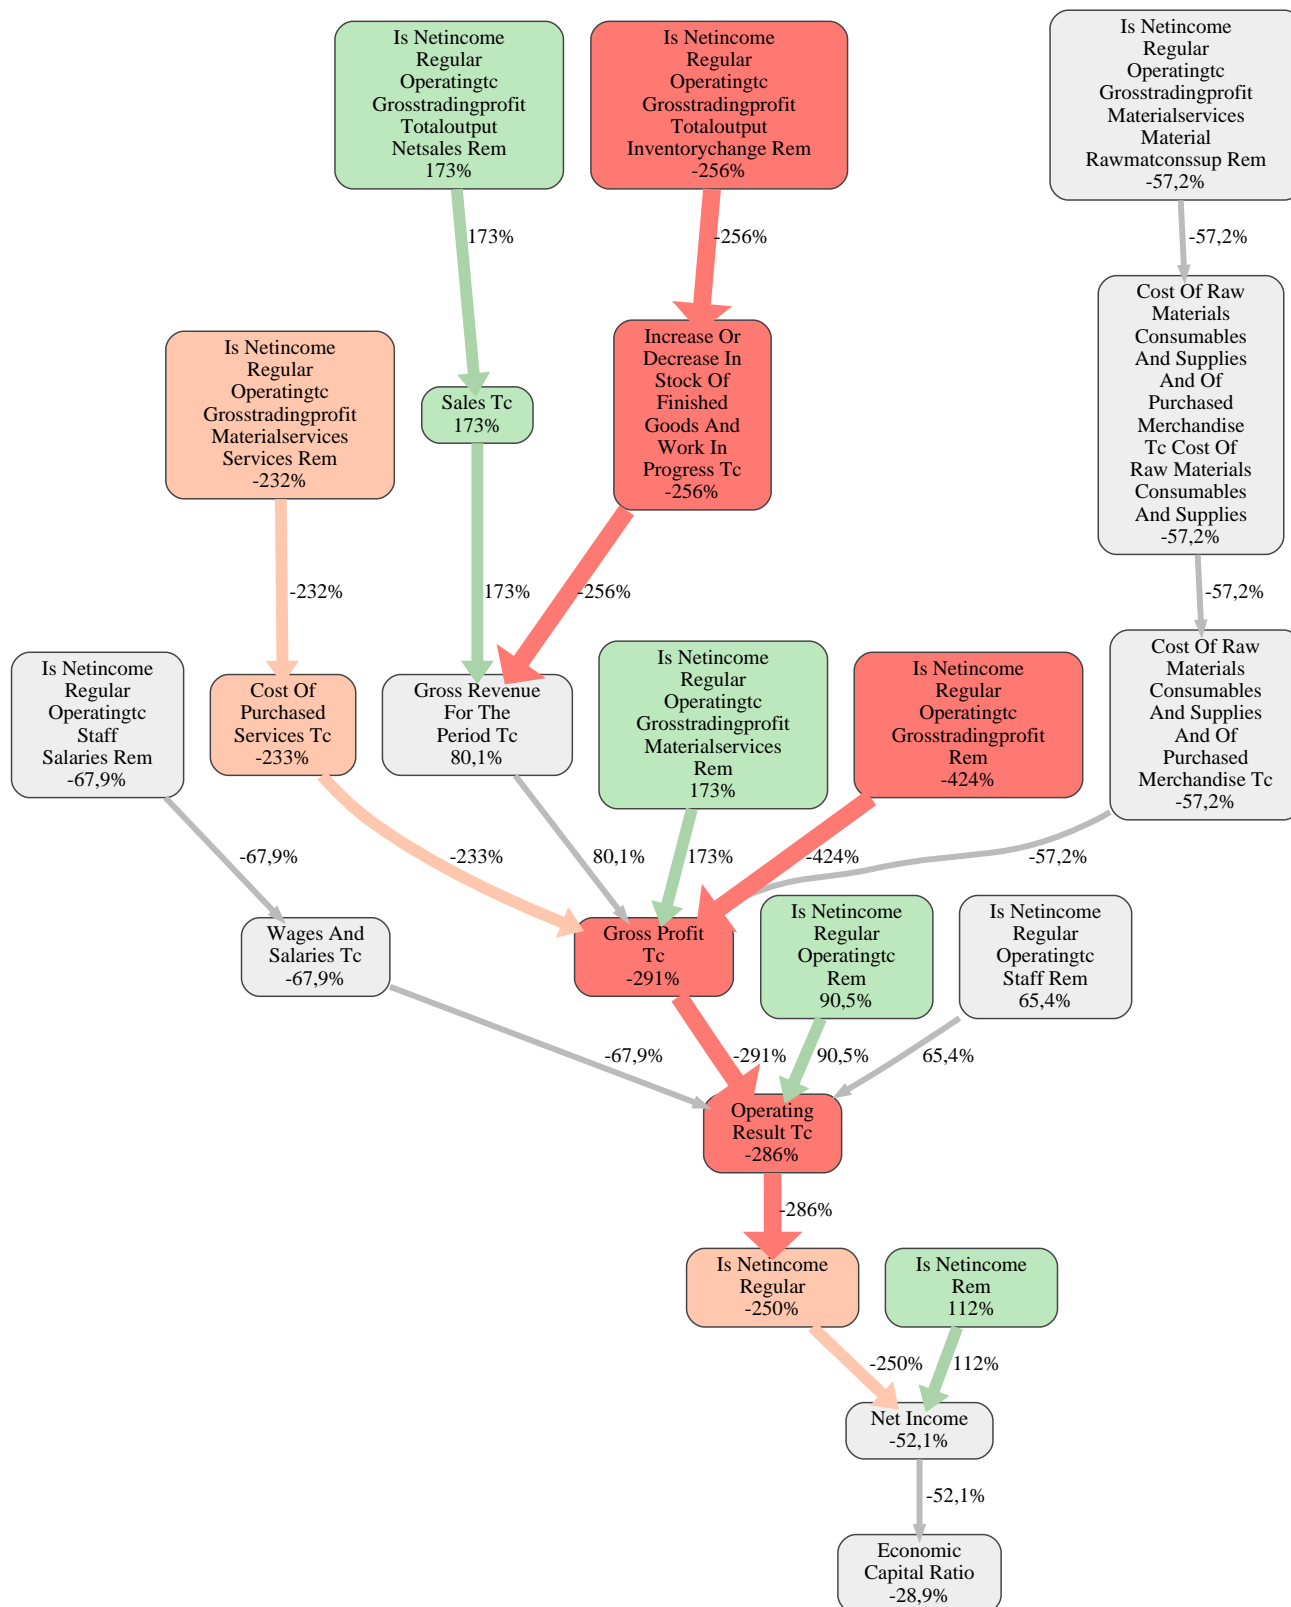 Is Netincome
Regular
Operatingtc
Grosstradingprofit
Totaloutput
Netsales Rem
173%
Is Netincome
Regular
Operatingtc
Grosstradingprofit
Totaloutput
Inventorychange Rem
-256%
Is Netincome
Regular
Operatingtc
Grosstradingprofit
Materialservices
Material
Rawmatconssup Rem
-57,2%
173%
-256%
-57,2%
Is Netincome
Regular
Operatingtc
Grosstradingprofit
Materialservices
Services Rem
-232%
Sales Tc
173%
Increase Or
Decrease In
Stock Of
Finished
Goods And
Work In
Progress Tc
-256%
Cost Of Raw
Materials
Consumables
And Supplies
And Of
Purchased
Merchandise
Tc Cost Of
Raw Materials
Consumables
And Supplies
-57,2%
-232%
173%
-256%
-57,2%
Is Netincome
Regular
Operatingtc
Staff
Salaries Rem
-67,9%
Cost Of
Purchased
Services Tc
-233%
Gross Revenue
For The
Period Tc
80,1%
Is Netincome
Regular
Operatingtc
Grosstradingprofit
Materialservices
Rem
173%
Is Netincome
Regular
Operatingtc
Grosstradingprofit
Rem
-424%
Cost Of Raw
Materials
Consumables
And Supplies
And Of
Purchased
Merchandise Tc
-57,2%
-67,9%
-233%
80,1%
173%
-424%
-57,2%
Wages And
Salaries Tc
-67,9%
Gross Profit
Tc
-291%
Is Netincome
Regular
Operatingtc
Rem
90,5%
Is Netincome
Regular
Operatingtc
Staff Rem
65,4%
-67,9%
-291%
90,5%
65,4%
Operating
Result Tc
-286%
-286%
Is Netincome
Regular
-250%
Is Netincome
Rem
112%
-250%
112%
Net Income
-52,1%
-52,1%
Economic
Capital Ratio
-28,9%